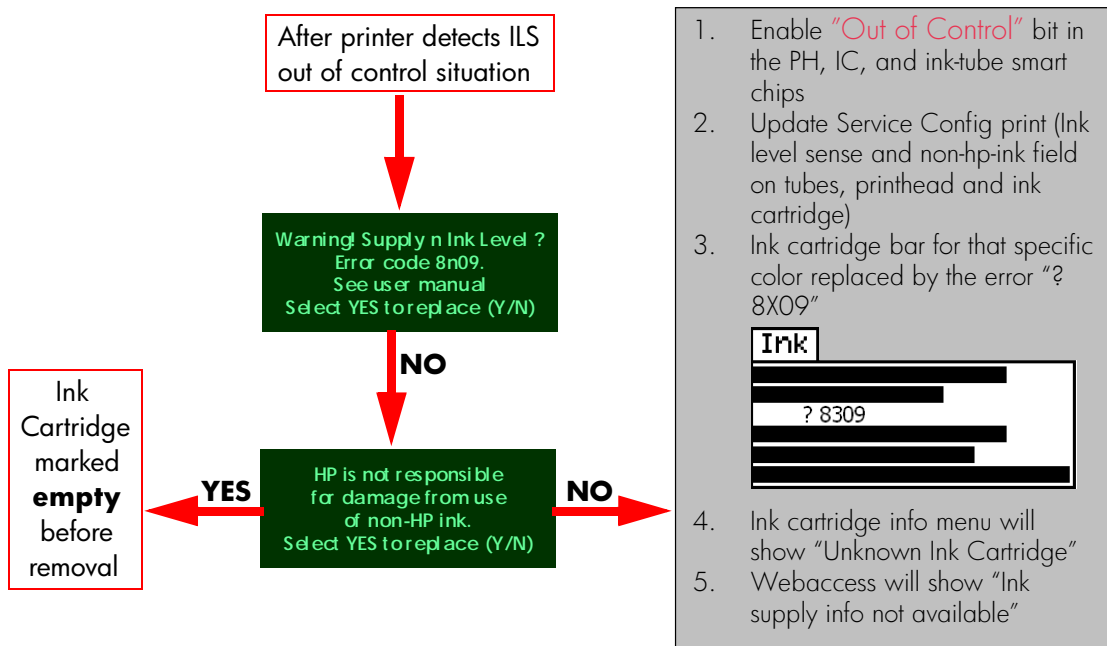 After printer detects ILS
out of control situation
Warning! Supply n Ink Level ?
Error code 8n09.
See user manual
Select YES to replace (Y/N)
NO
Ink
Cartridge
marked
empty
before
removal
YES
HP is not responsible
for damage from use
of non-HP ink.
Select YES to replace (Y/N)
NO
1. Enable "Out of Control" bit in
the PH, IC, and ink-tube smart
chips
2. Update Service Config print (Ink
level sense and non-hp-ink field
on tubes, printhead and ink
cartridge)
3. Ink cartridge bar for that specific
color replaced by the error "?
8X09"
Ink
? 8309
4. Ink cartridge info menu will
show "Unknown Ink Cartridge"
5. Webaccess will show "Ink
supply info not available"